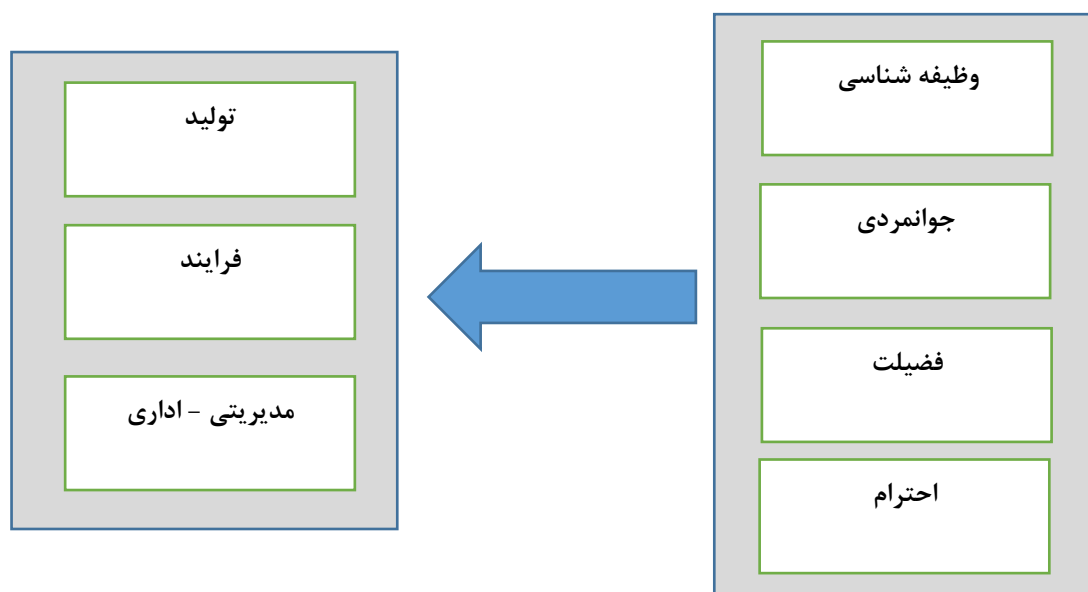 وظیفه شناسی
جوانمردی
فضیلت
احترام
تولید
فرایند
مدیریتی - اداری